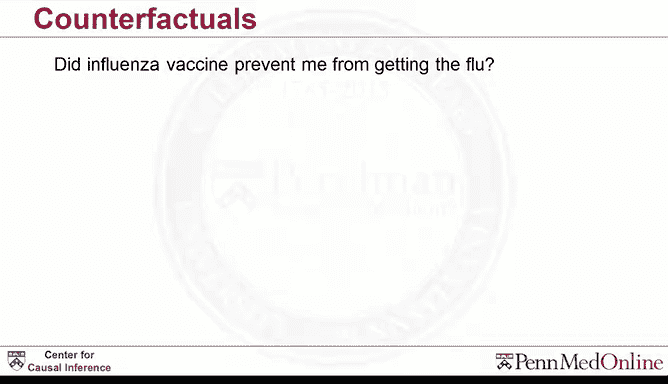 Counterfactuals
Did influenza vaccine prevent me from getting the flu?
Center for
Causal Inference
PennMedOnline